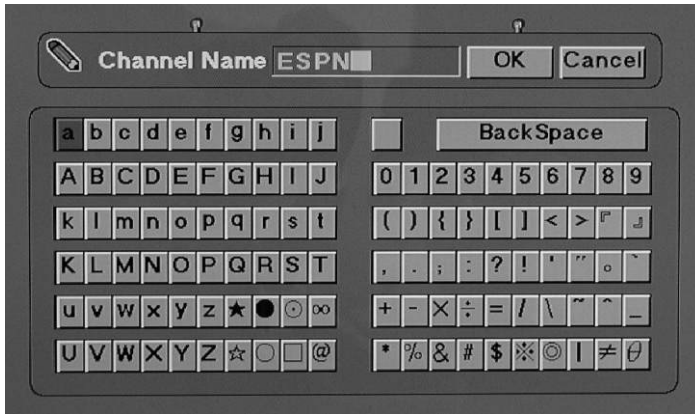 Channel Name ESPN OK Cancel
a b c d e f g h i j BackSpace
A B C D E F G H I J 0 1 2 3 4 5 6 7 8 9
k l m n o p q r s t ( ) { } [ ] < > 『 』
K L M N O P Q R S T , . ; : ? ! ' " 。 `
u v w x y z ★ ● ⊙ ∞ + - × ÷ = / \ ~ ^ _
U V W X Y Z ☆ ○ □ @ * % & # $ ※ ◎ | ≠ θ